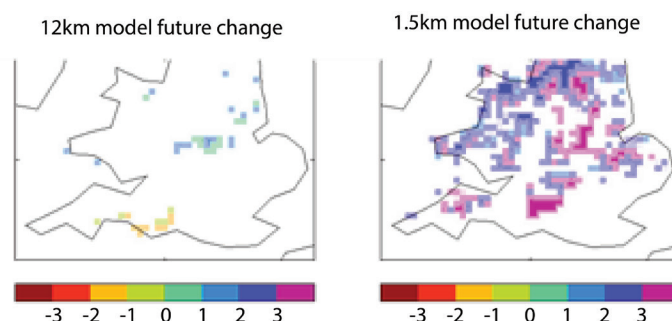 12km model future change
1.5km model future change
-3 -2 -1 0 1 2 3
-3 -2 -1 0 1 2 3